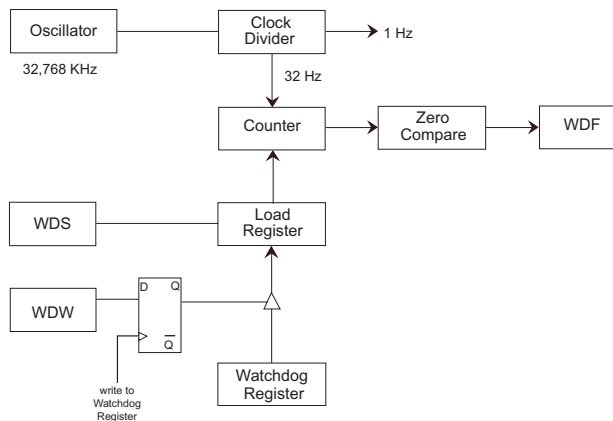 Oscillator
Clock
Divider
1 Hz
32,768 KHz
32 Hz
Counter
Zero
Compare
WDF
WDS
Load
Register
D
Q
WDW
Q
write to
Watchdog
Register
Watchdog
Register